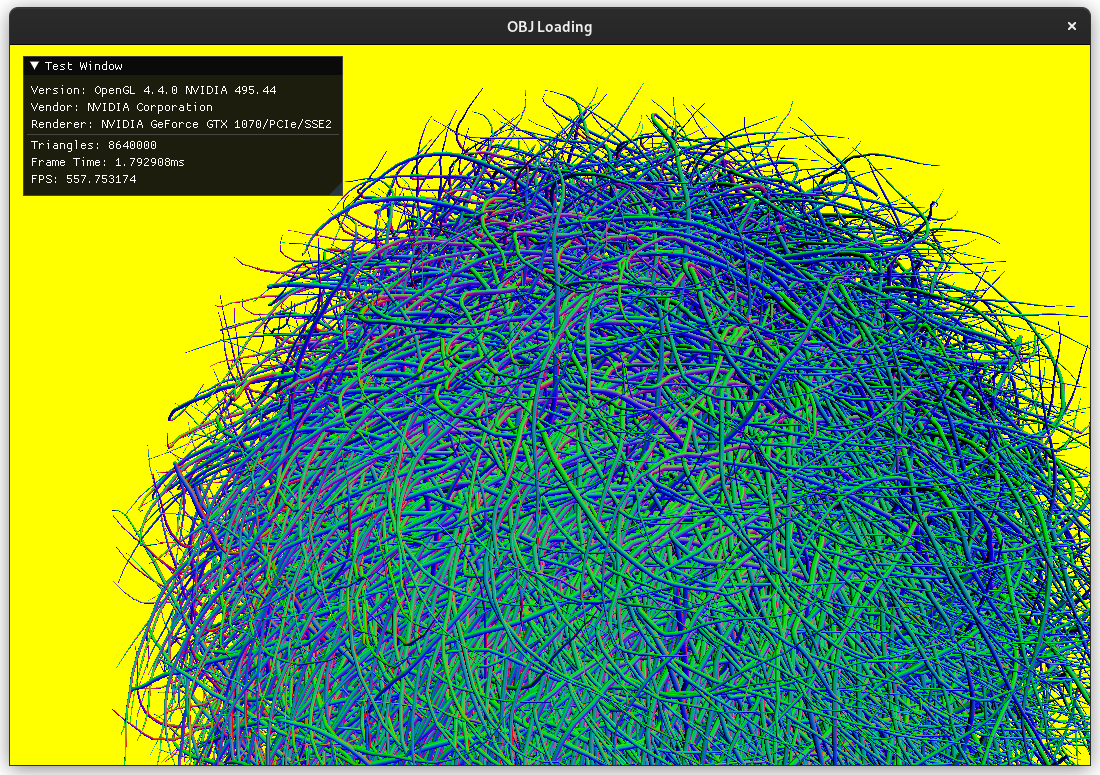 OBJ Loading
Test Window
Version: OpenGL 4.4.0 NVIDIA 495.44
Vendor: NVIDIA Corporation
Renderer: NVIDIA GeForce GTX 1070/PCIe/SSE2
Triangles: 8640000
Frame Time: 1.792908ms
FPS: 557.753174